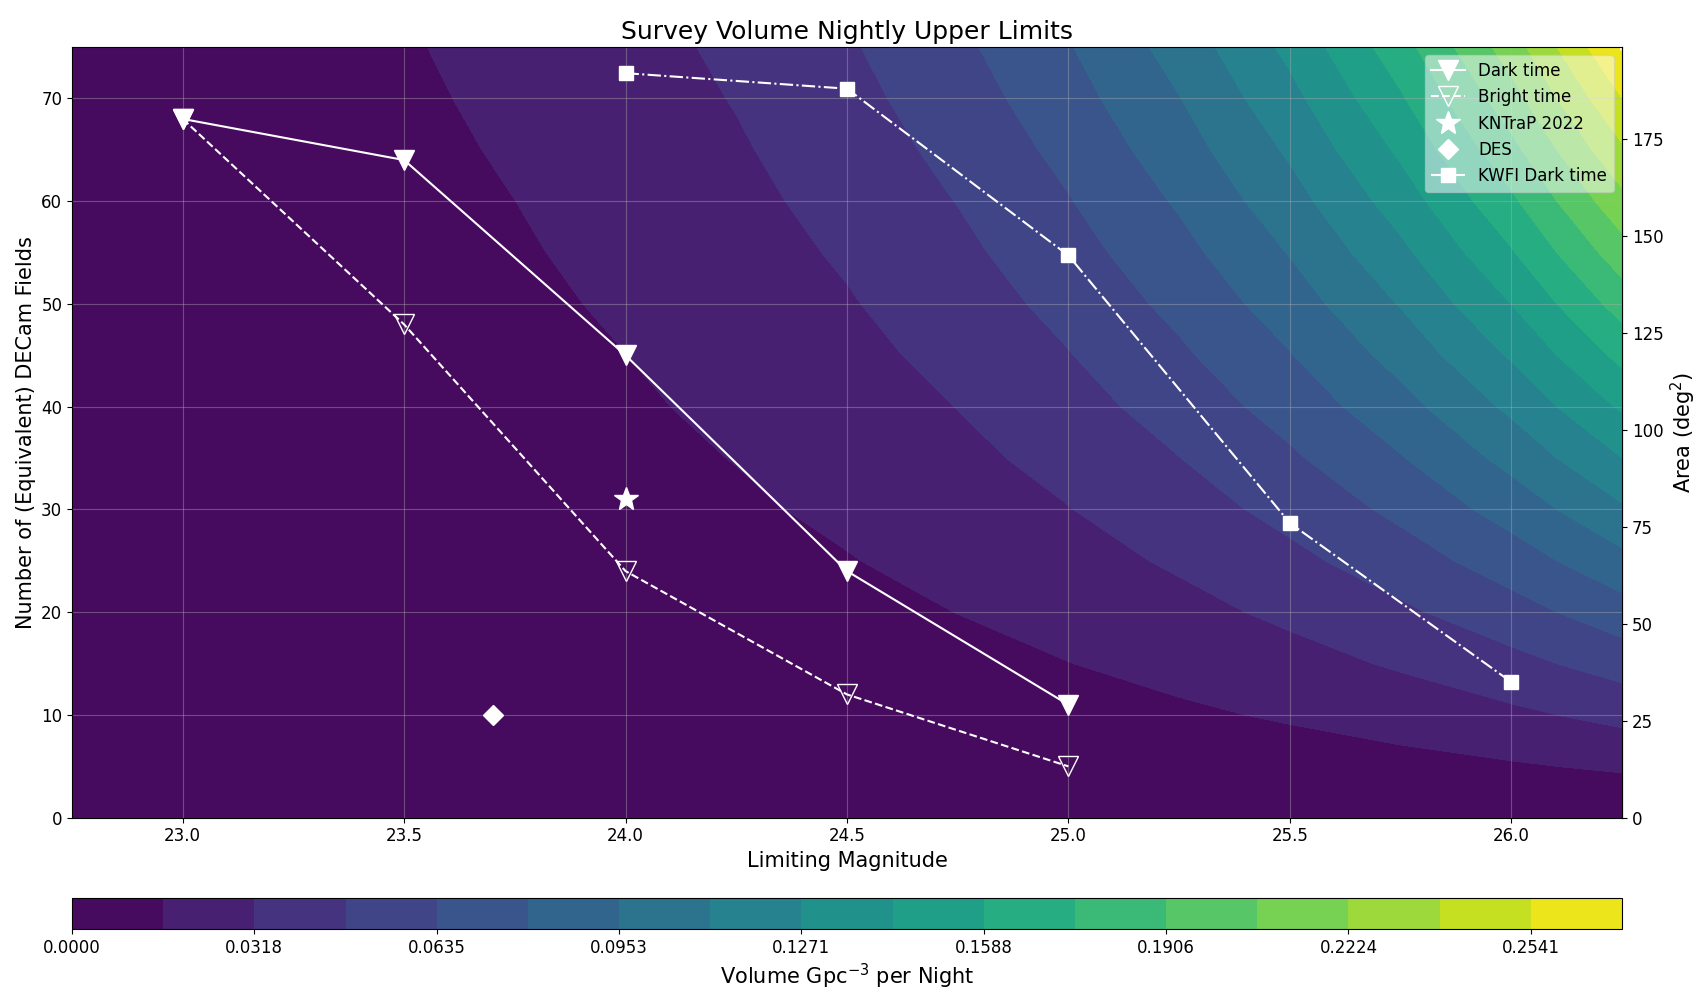 Survey Volume Nightly Upper Limits
Dark time
Bright time
KNTraP 2022
DES
KWFI Dark time
Number of (Equivalent) DECam Fields
70
60
50
40
30
20
10
0
175
150
125
100
75
50
25
0
Area (deg²)
23.0 23.5 24.0 24.5 25.0 25.5 26.0
Limiting Magnitude
0.0000 0.0318 0.0635 0.0953 0.1271 0.1588 0.1906 0.2224 0.2541
Volume Gpc⁻³ per Night